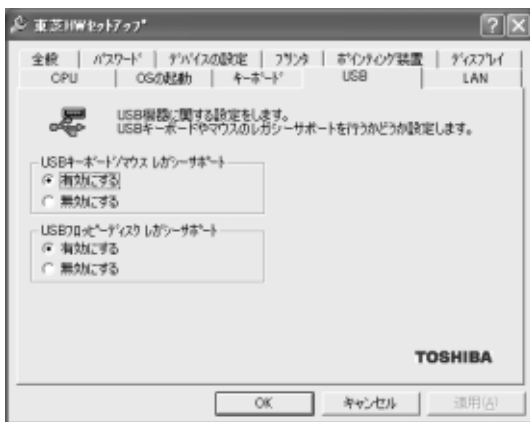 東芝HWセットアップ
全般 パスワード デバイスの設定 プリンタ ポインティング装置 ディスプレイ
CPU OSの起動 キーボード USB LAN
USB機器に関する設定をします。
USBキーボードやマウスのレガシーサポートを行うかどうか設定します。
USBキーボード/マウス レガシーサポート
有効にする
無効にする
USBフロッピーディスク レガシーサポート
有効にする
無効にする
TOSHIBA
OK キャンセル 適用(A)